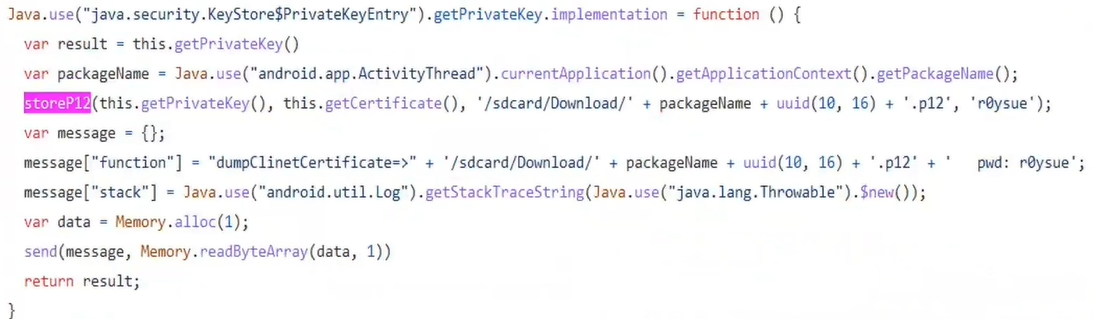 Java.use("java.security.KeyStore$PrivateKeyEntry").getPrivateKey.implementation = function () {
var result = this.getPrivateKey()
var packageName = Java.use("android.app.ActivityThread").currentApplication().getApplicationContext().getPackageName();
storeP12(this.getPrivateKey(), this.getCertificate(), '/sdcard/Download/' + packageName + uuid(10, 16) + '.p12', 'r0ysue');
var message = {};
message["function"] = "dumpClinetCertificate=>" + '/sdcard/Download/' + packageName + uuid(10, 16) + '.p12' + '   pwd: r0ysue';
message["stack"] = Java.use("android.util.Log").getStackTraceString(Java.use("java.lang.Throwable").$new());
var data = Memory.alloc(1);
send(message, Memory.readByteArray(data, 1))
return result;
}